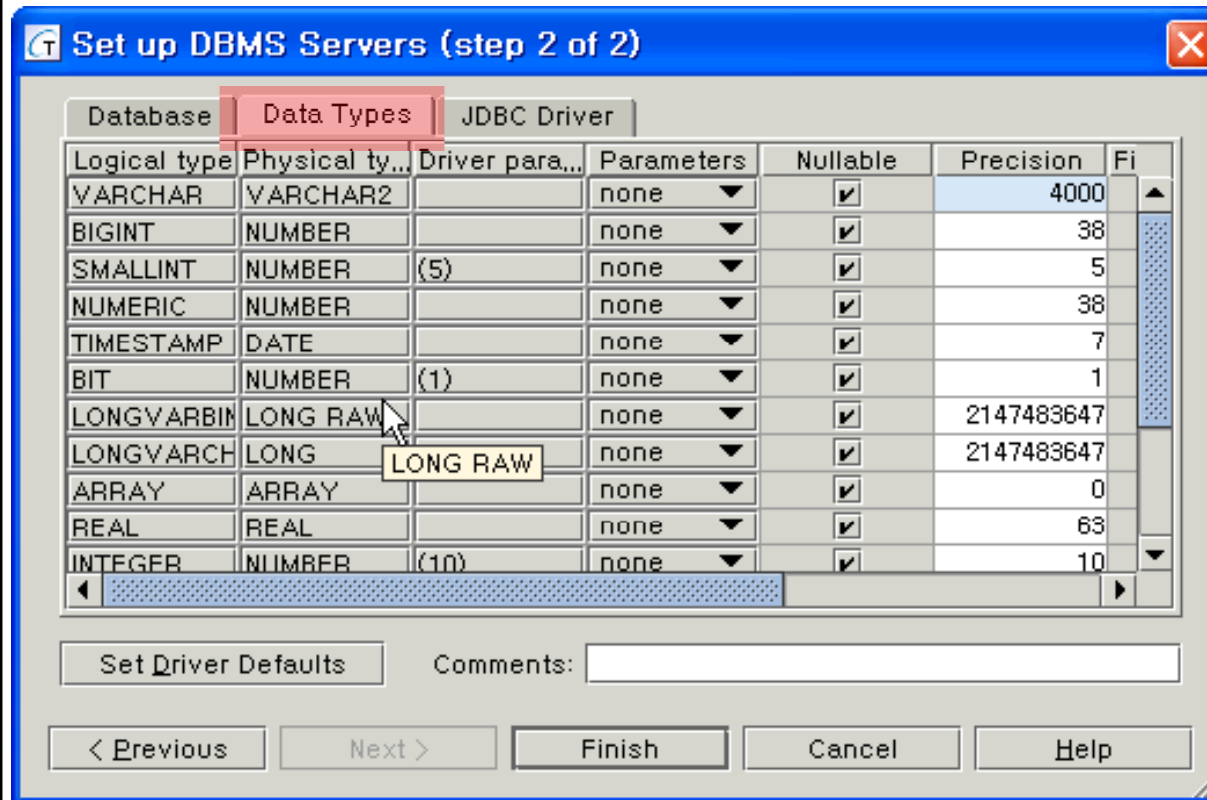 Set up DBMS Servers (step 2 of 2)
Database Data Types JDBC Driver
Logical type Physical ty... Driver para... Parameters Nullable Precision Fi
VARCHAR VARCHAR2 none 4000
BIGINT NUMBER none 38
SMALLINT NUMBER (5) none 5
NUMERIC NUMBER none 38
TIMESTAMP DATE none 7
BIT NUMBER (1) none 1
LONGVARBIN LONG RAW none 2147483647
LONGVARCH LONG none 2147483647
LONG RAW
ARRAY ARRAY none 0
REAL REAL none 63
INTEGER NUMBER (10) none 10
Set Driver Defaults Comments:
< Previous Next > Finish Cancel Help